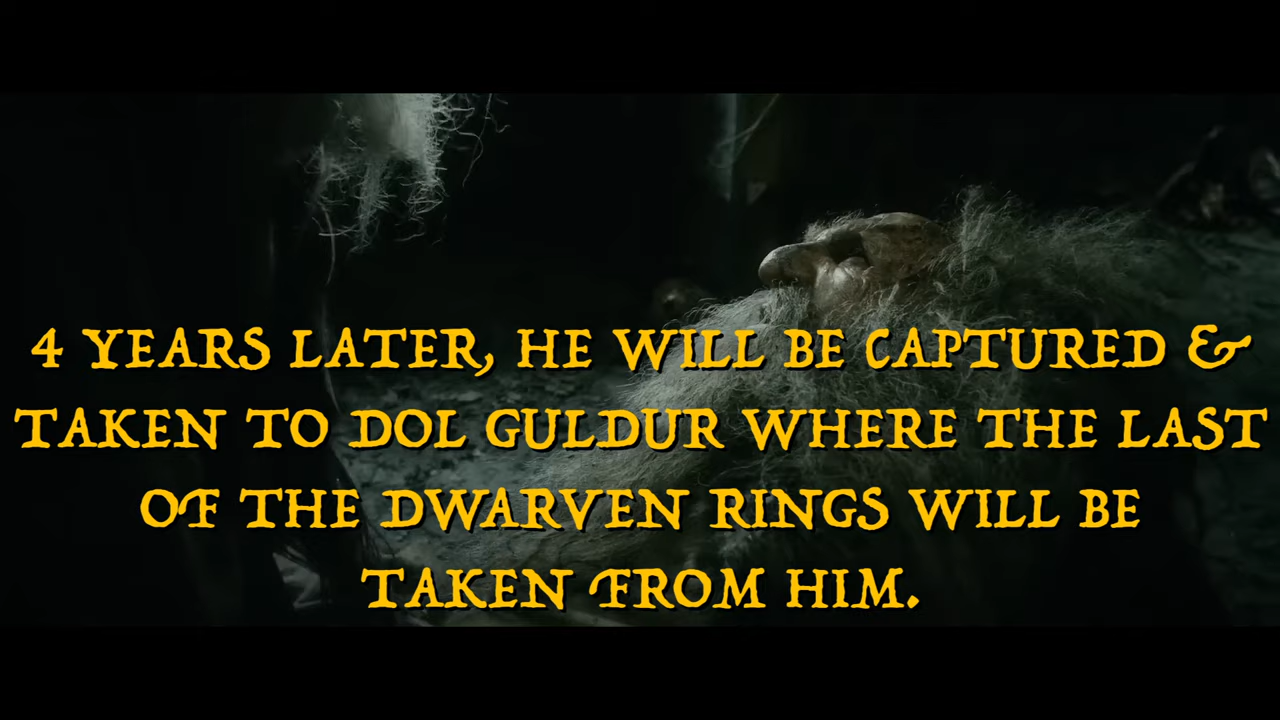 4 YEARS LATER, HE WILL BE CAPTURED &
TAKEN TO DOL GULDUR WHERE THE LAST
OF THE DWARVEN RINGS WILL BE
TAKEN FROM HIM.